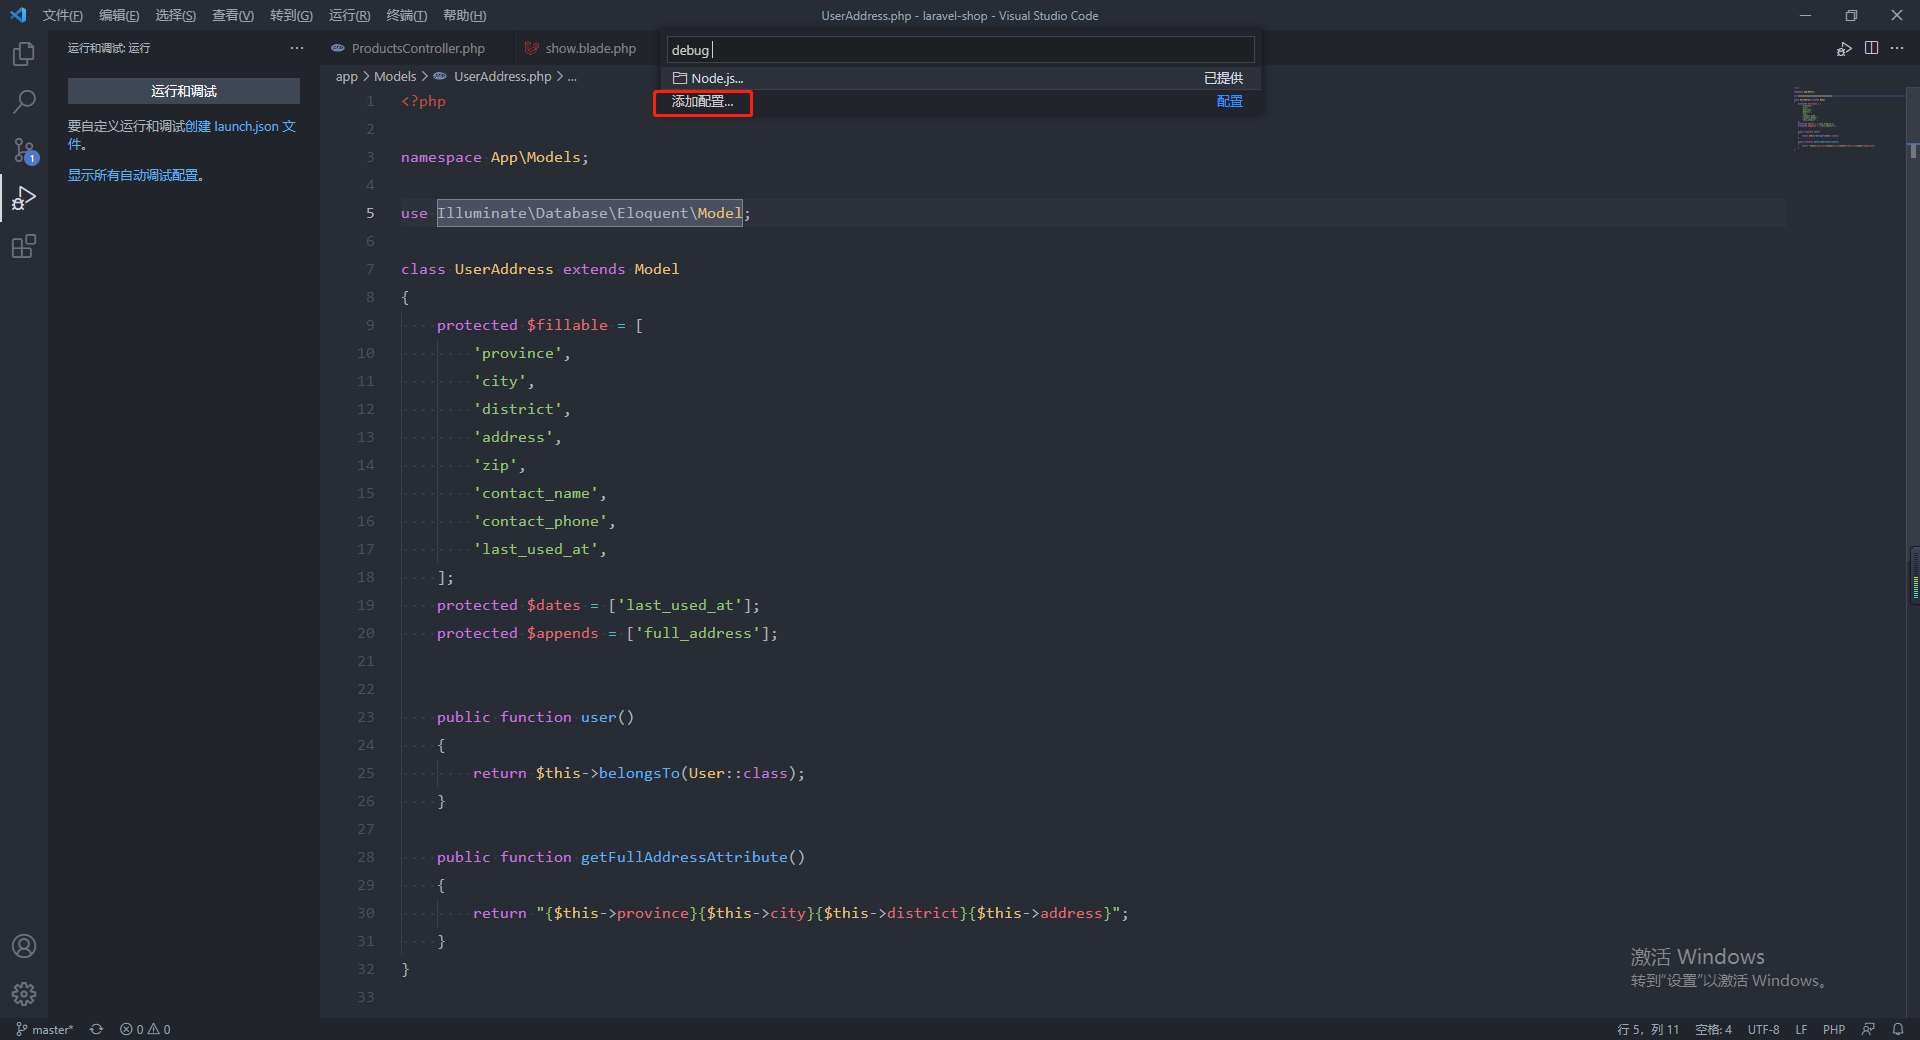 文件(F) 编辑(E) 选择(S) 查看(V) 转到(G) 运行(R) 终端(T) 帮助(H)
UserAddress.php - laravel-shop - Visual Studio Code
运行和调试: 运行
运行和调试
要自定义运行和调试创建 launch.json 文
件。
显示所有自动调试配置。
1
ProductsController.php
show.blade.php
debug
Node.js...
已提供
添加配置...
配置
app > Models > UserAddress.php > ...
1 <?php
2
3 namespace App\Models;
4
5 use Illuminate\Database\Eloquent\Model;
6
7 class UserAddress extends Model
8 {
9 protected $fillable = [
10 'province',
11 'city',
12 'district',
13 'address',
14 'zip',
15 'contact_name',
16 'contact_phone',
17 'last_used_at',
18 ];
19 protected $dates = ['last_used_at'];
20 protected $appends = ['full_address'];
21
22
23 public function user()
24 {
25 return $this->belongsTo(User::class);
26 }
27
28 public function getFullAddressAttribute()
29 {
30 return "{$this->province}{$this->city}{$this->district}{$this->address}";
31 }
32 }
33
激活 Windows
转到“设置”以激活 Windows。
master* 0 0
行 5，列 11 空格: 4 UTF-8 LF PHP